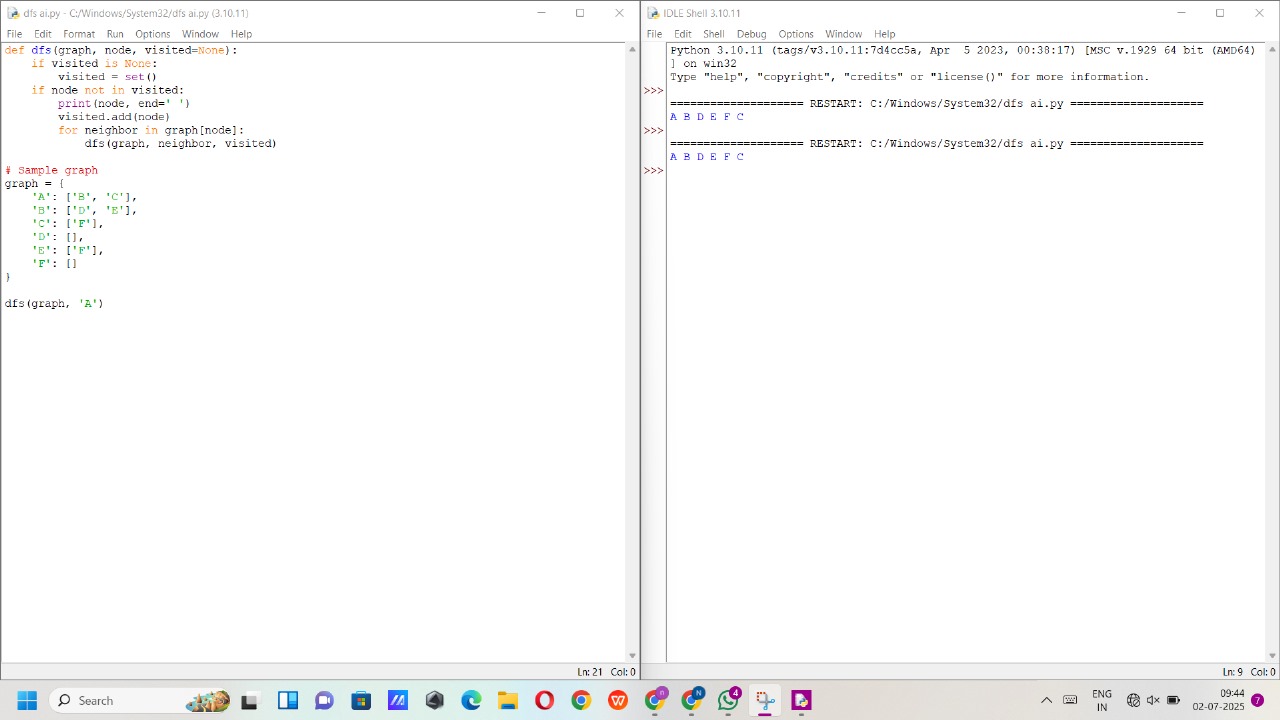 dfs ai.py - C:/Windows/System32/dfs ai.py (3.10.11)
File Edit Format Run Options Window Help
def dfs(graph, node, visited=None):
    if visited is None:
        visited = set()
    if node not in visited:
        print(node, end=' ')
        visited.add(node)
        for neighbor in graph[node]:
            dfs(graph, neighbor, visited)

# Sample graph
graph = {
    'A': ['B', 'C'],
    'B': ['D', 'E'],
    'C': ['F'],
    'D': [],
    'E': ['F'],
    'F': []
}

dfs(graph, 'A')
Ln: 21 Col: 0
IDLE Shell 3.10.11
File Edit Shell Debug Options Window Help
Python 3.10.11 (tags/v3.10.11:7d4cc5a, Apr  5 2023, 00:38:17) [MSC v.1929 64 bit (AMD64)
] on win32
Type "help", "copyright", "credits" or "license()" for more information.
>>>
==================== RESTART: C:/Windows/System32/dfs ai.py ====================
A B D E F C
>>>
==================== RESTART: C:/Windows/System32/dfs ai.py ====================
A B D E F C
>>>
Ln: 9 Col: 0
Search
n
N
4
W
ENG
IN
09:44
02-07-2025
7